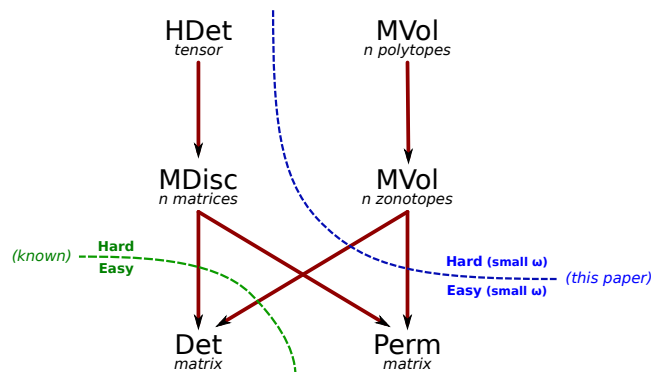 HDet
tensor
MVol
n polytopes
MDisc
n matrices
MVol
n zonotopes
(known)
Hard
Easy
Hard (small ω)
Easy (small ω)
(this paper)
Det
matrix
Perm
matrix